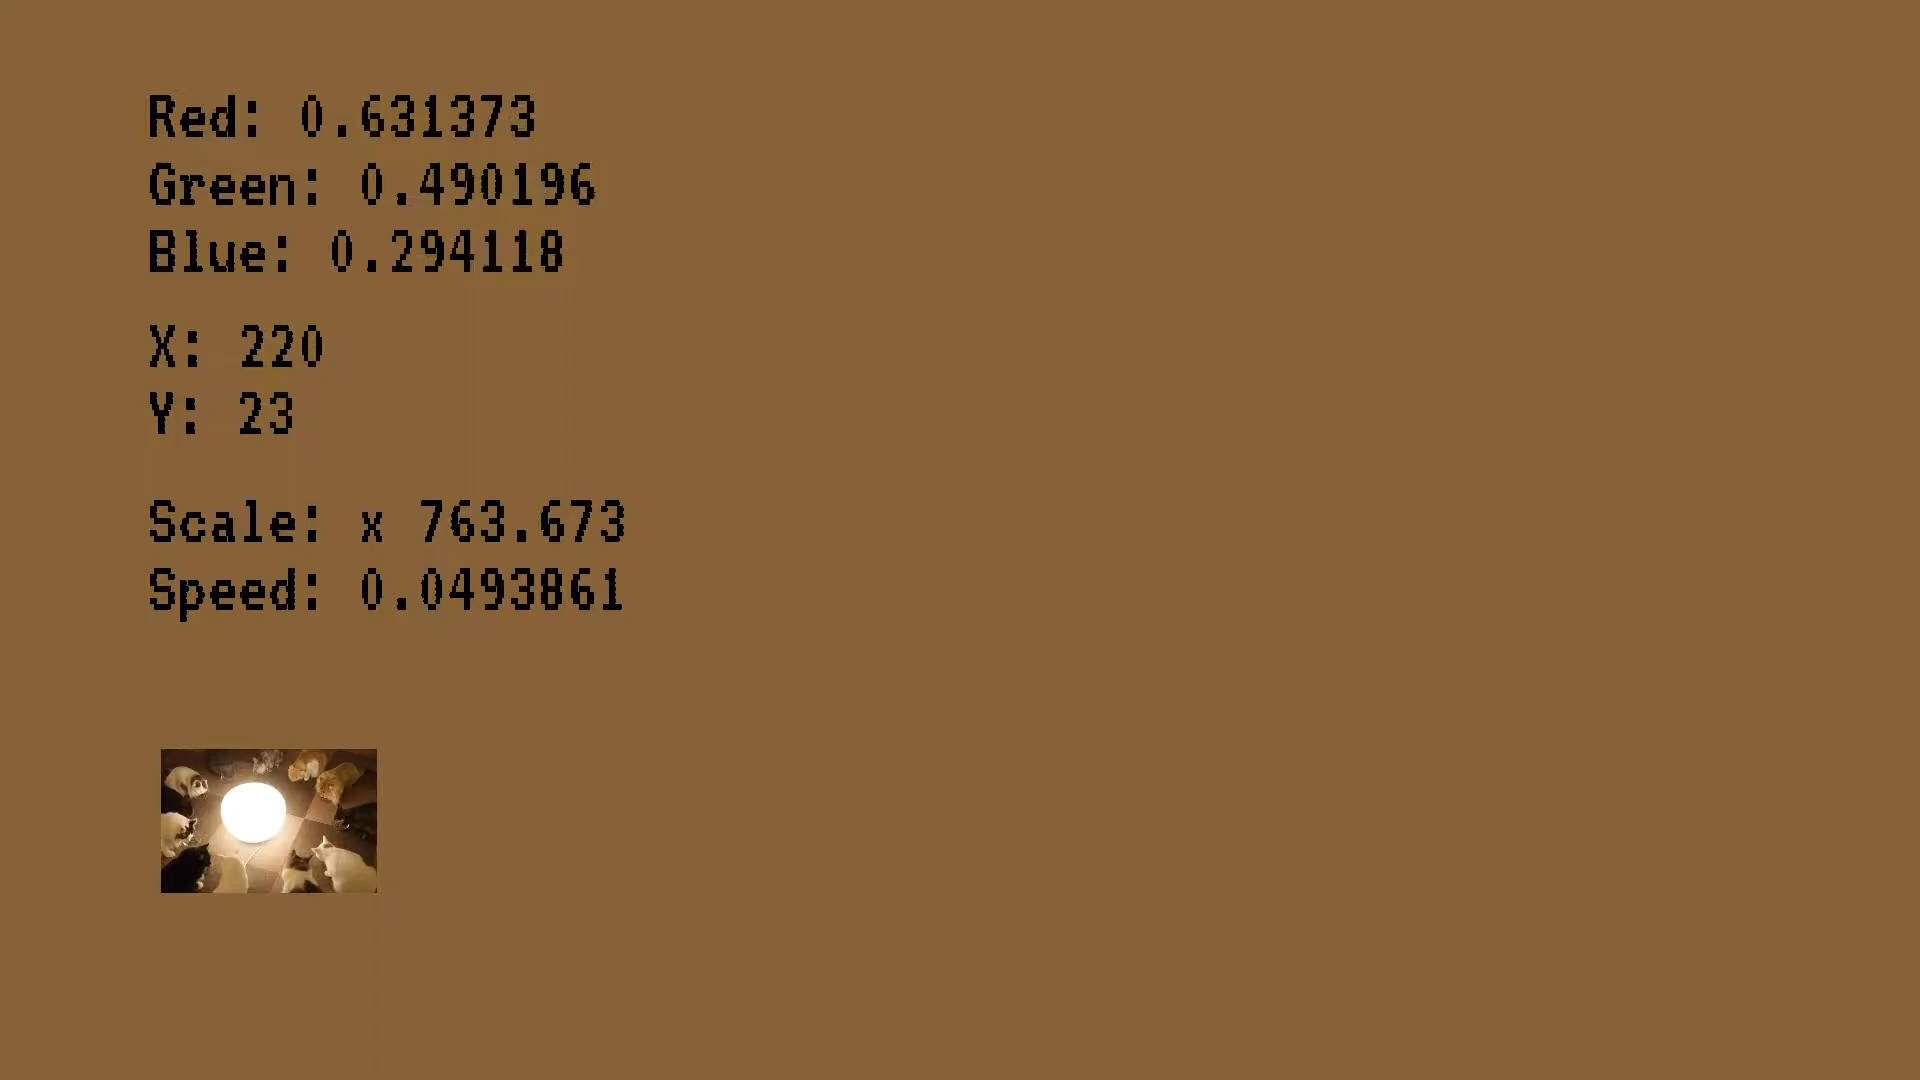 Red: 0.631373
Green: 0.490196
Blue: 0.294118
X: 220
Y: 23
Scale: x 763.673
Speed: 0.0493861